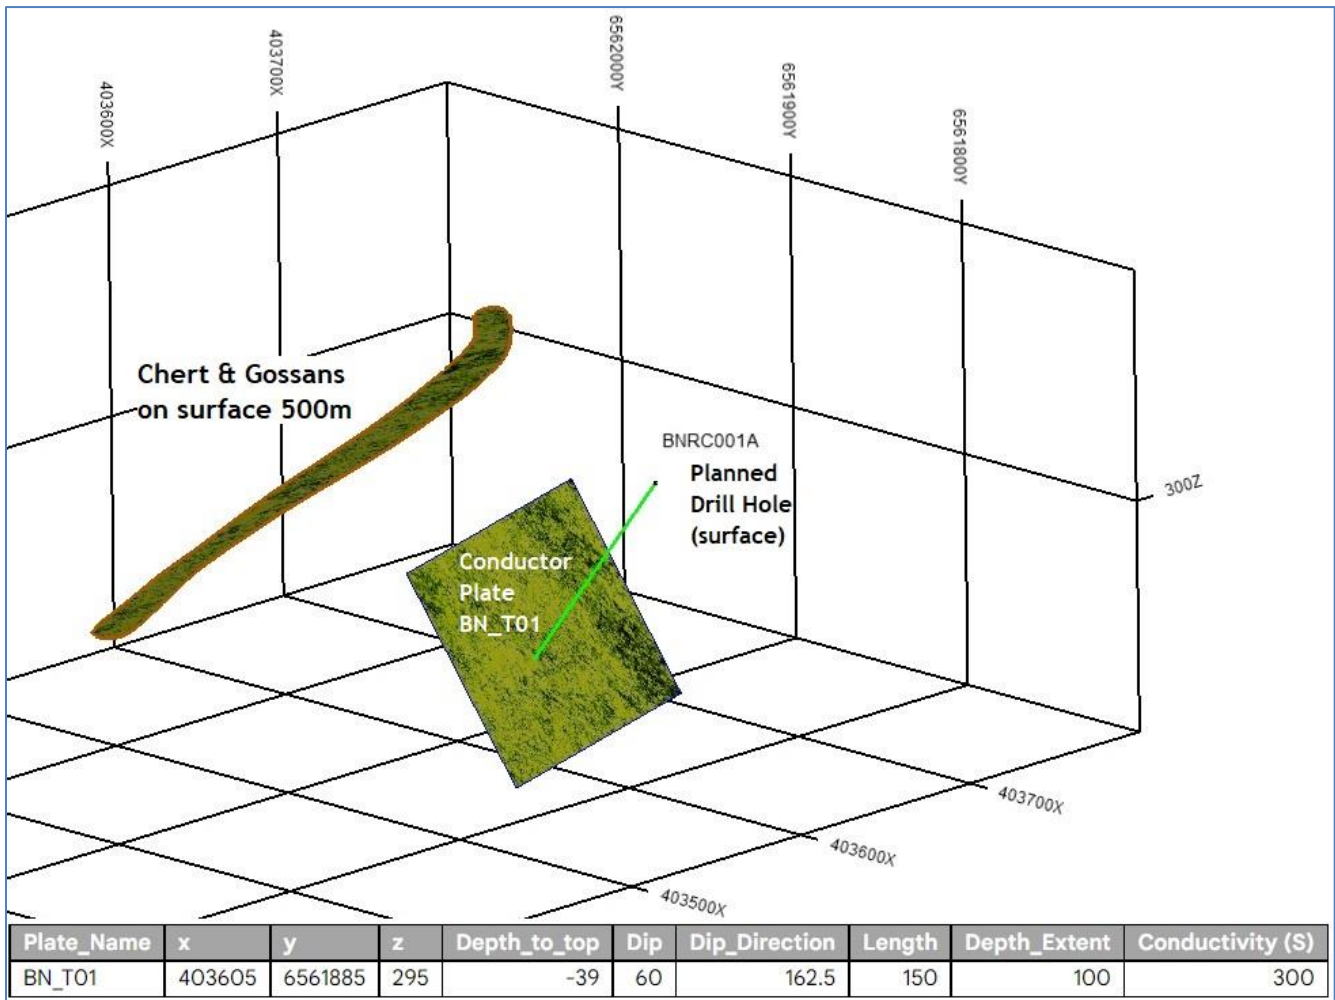 403600X
403700X
6562000Y
6561900Y
6561800Y
Chert & Gossans
on surface 500m
BNRC001A
Planned
Drill Hole
(surface)
300Z
Conductor
Plate
BN_T01
403700X
403600X
403500X
Plate_Name x y z Depth_to_top Dip Dip_Direction Length Depth_Extent Conductivity (S)
BN_T01 403605 6561885 295 -39 60 162.5 150 100 300